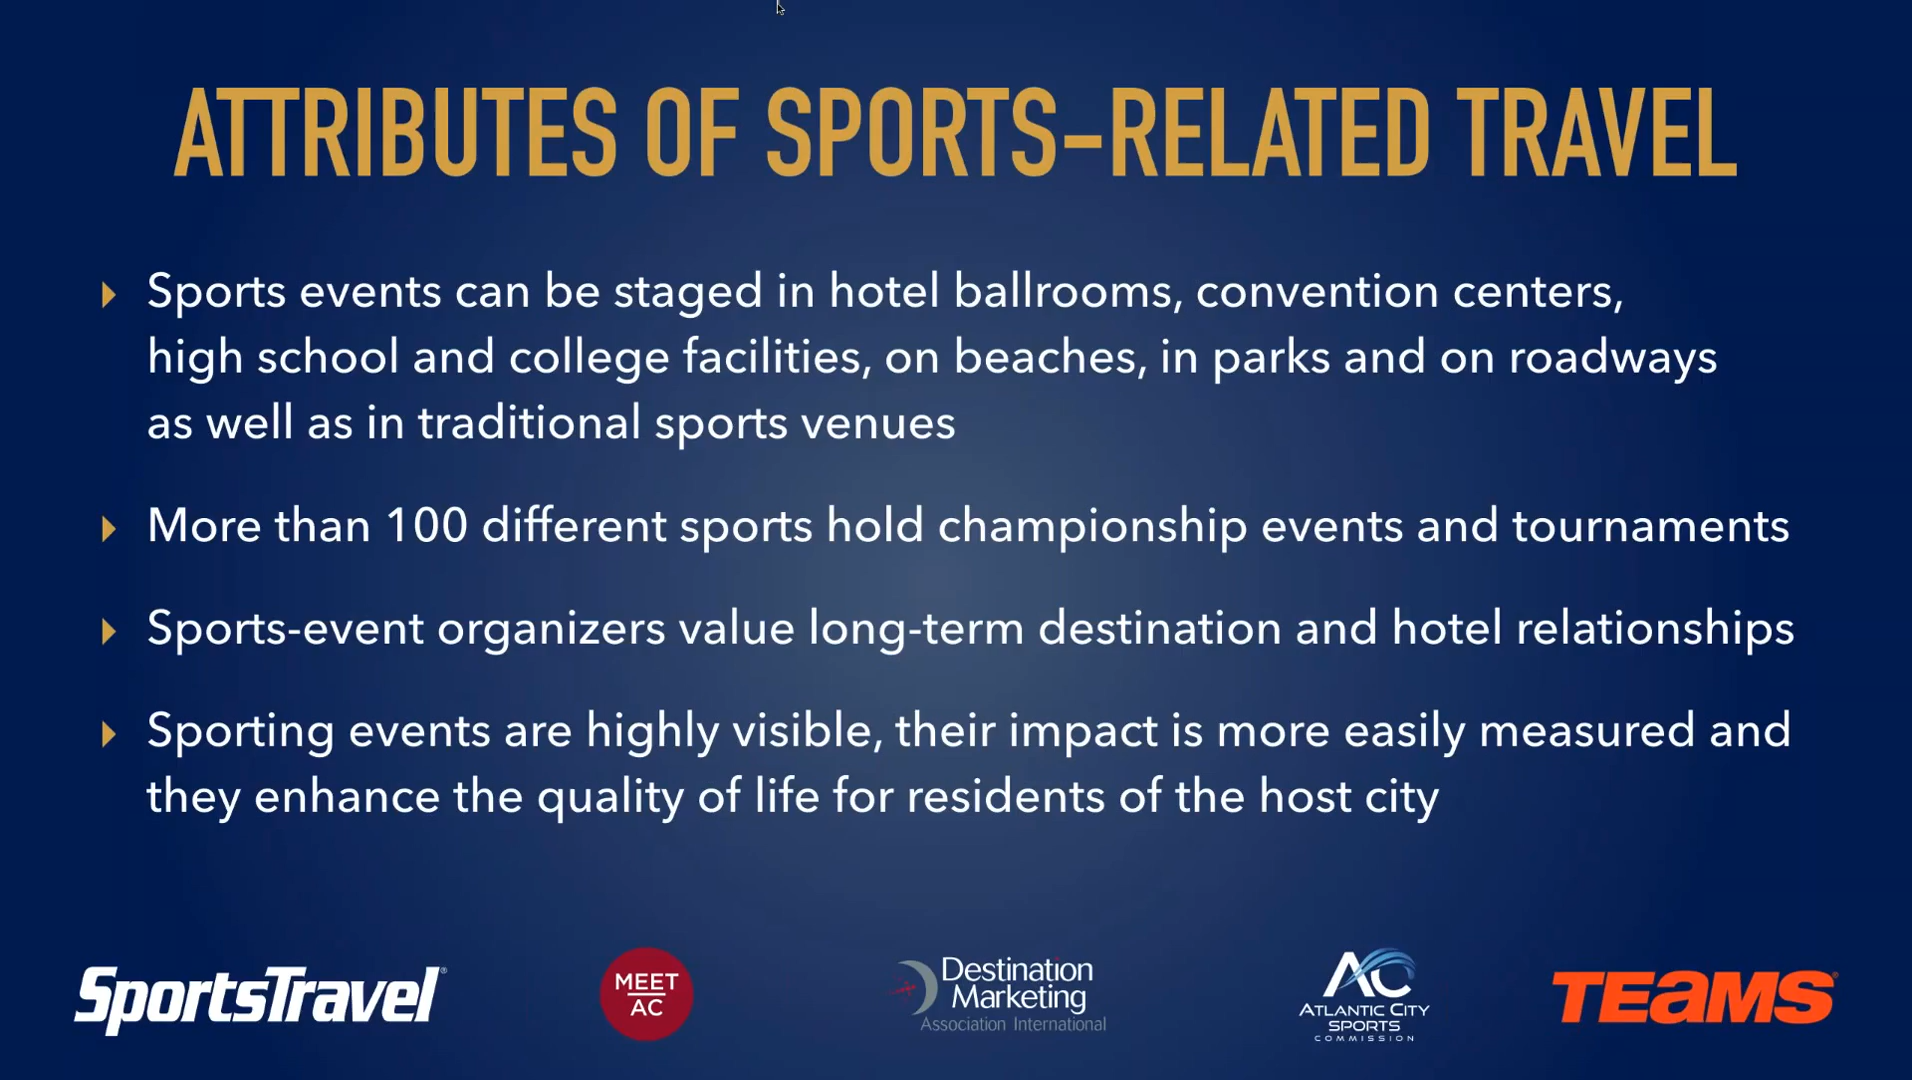 ATTRIBUTES OF SPORTS-RELATED TRAVEL
Sports events can be staged in hotel ballrooms, convention centers,
high school and college facilities, on beaches, in parks and on roadways
as well as in traditional sports venues
More than 100 different sports hold championship events and tournaments
Sports-event organizers value long-term destination and hotel relationships
Sporting events are highly visible, their impact is more easily measured and
they enhance the quality of life for residents of the host city
SportsTravel®
MEET
AC
Destination
Marketing
Association International
AC
ATLANTIC CITY
SPORTS
COMMISSION
TEAMS®